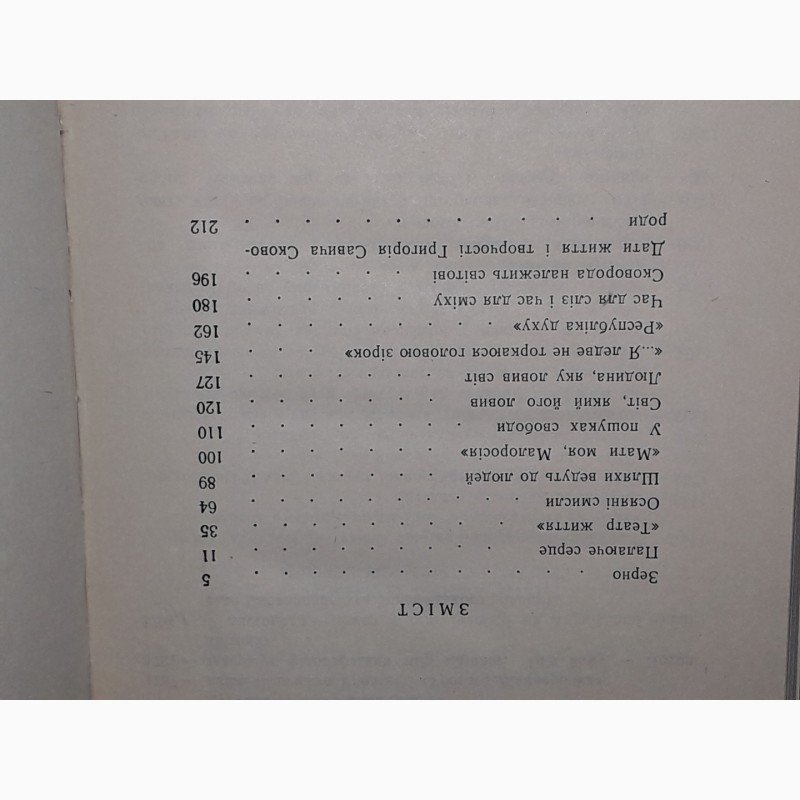 ЗМІСТ
Зерно . . . . . . . . . . . . 5
Палаюче серце . . . . . . . . . 11
«Театр життя» . . . . . . . . . 35
Осяяні смисли . . . . . . . . . 64
Шляхи ведуть до людей . . . . . . 89
«Мати моя, Малоросія» . . . . . . 100
У пошуках свободи . . . . . . . 110
Світ, який його ловив . . . . . . 120
Людина, яку ловив світ . . . . . . 127
«...Я ледве не торкаюся головою зірок» . . . 145
«Республіка духу» . . . . . . . . 162
Час для сліз і час для сміху . . . . . 180
Сковорода належить світові . . . . . 196
Дати життя і творчості Григорія Савича Сково-
роди . . . . . . . . . . . . 212